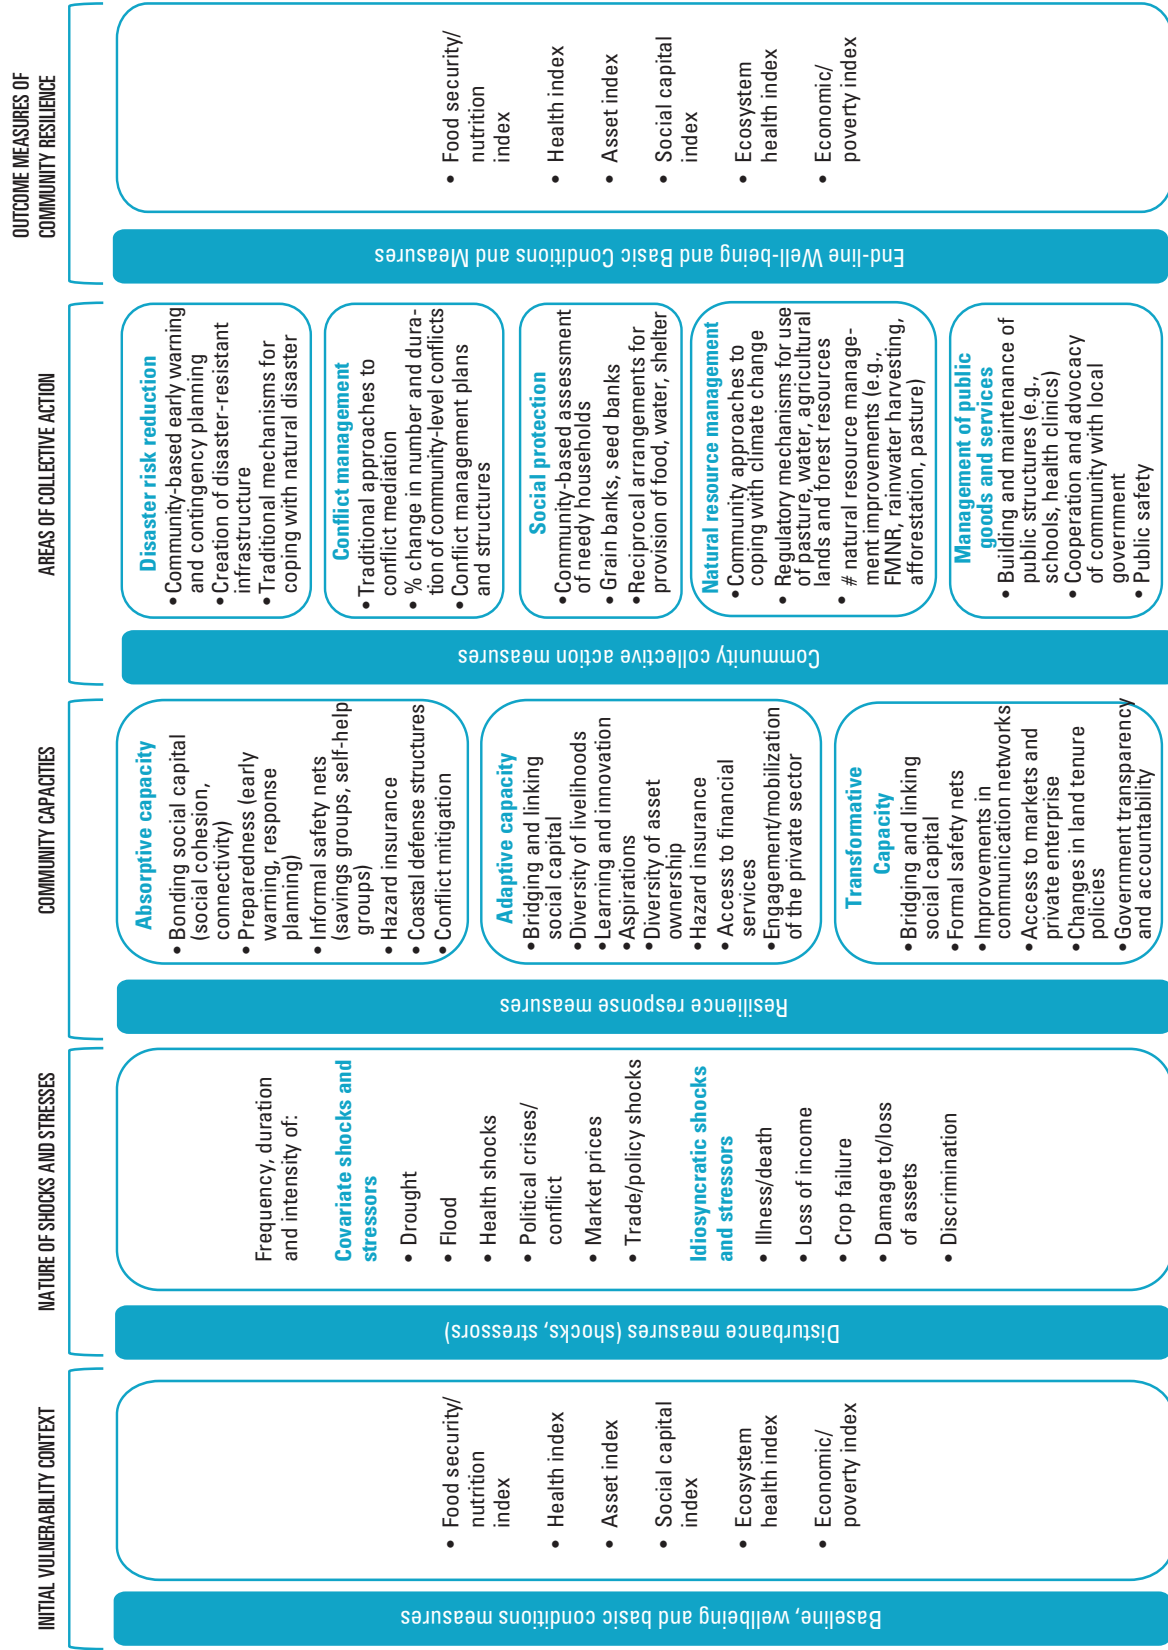 INITIAL VULNERABILITY CONTEXT
Baseline, wellbeing and basic conditions measures
• Food security/
nutrition
index
• Health index
• Asset index
• Social capital
index
• Ecosystem
health index
• Economic/
poverty index
NATURE OF SHOCKS AND STRESSES
Disturbance measures (shocks, stressors)
Frequency, duration
and intensity of:
Covariate shocks and
stressors
• Drought
• Flood
• Health shocks
• Political crises/
conflict
• Market prices
• Trade/policy shocks
Idiosyncratic shocks
and stressors
• Illness/death
• Loss of income
• Crop failure
• Damage to/loss
of assets
• Discrimination
COMMUNITY CAPACITIES
Resilience response measures
Absorptive capacity
• Bonding social capital
(social cohesion,
connectivity)
• Preparedness (early
warning, response
planning)
• Informal safety nets
(savings groups, self-help
groups)
• Hazard insurance
• Coastal defense structures
• Conflict mitigation
Adaptive capacity
• Bridging and linking
social capital
• Diversity of livelihoods
• Learning and innovation
• Aspirations
• Diversity of asset
ownership
• Hazard insurance
• Access to financial
services
• Engagement/mobilization
of the private sector
Transformative
Capacity
• Bridging and linking
social capital
• Formal safety nets
• Improvements in
communication networks
• Access to markets and
private enterprise
• Changes in land tenure
policies
• Government transparency
and accountability
AREAS OF COLLECTIVE ACTION
Community collective action measures
Disaster risk reduction
• Community-based early warning
and contingency planning
• Creation of disaster-resistant
infrastructure
• Traditional mechanisms for
coping with natural disaster
Conflict management
• Traditional approaches to
conflict mediation
• % change in number and dura-
tion of community-level conflicts
• Conflict management plans
and structures
Social protection
• Community-based assessment
of needy households
• Grain banks, seed banks
• Reciprocal arrangements for
provision of food, water, shelter
Natural resource management
• Community approaches to
coping with climate change
• Regulatory mechanisms for use
of pasture, water, agricultural
lands and forest resources
• # natural resource manage-
ment improvements (e.g.,
FMNR, rainwater harvesting,
afforestation, pasture)
Management of public
goods and services
• Building and maintenance of
public structures (e.g.,
schools, health clinics)
• Cooperation and advocacy
of community with local
government
• Public safety
OUTCOME MEASURES OF
COMMUNITY RESILIENCE
End-line Well-being and Basic Conditions and Measures
• Food security/
nutrition
index
• Health index
• Asset index
• Social capital
index
• Ecosystem
health index
• Economic/
poverty index